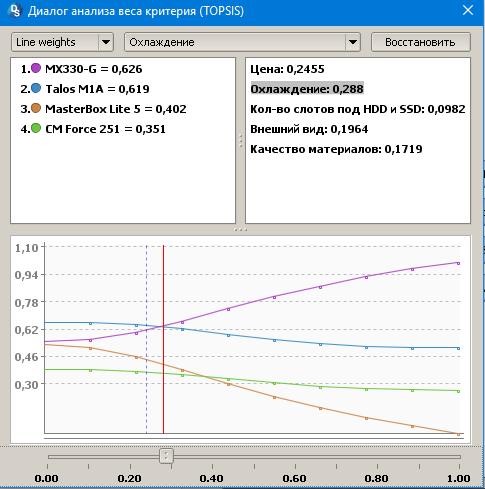 Диалог анализа веса критерия (TOPSIS)
Line weights
Охлаждение
Восстановить
1. MX330-G = 0,626
2. Talos M1A = 0,619
3. MasterBox Lite 5 = 0,402
4. CM Force 251 = 0,351
Цена: 0,2455
Охлаждение: 0,288
Кол-во слотов под HDD и SSD: 0,0982
Внешний вид: 0,1964
Качество материалов: 0,1719
1,10
0,94
0,78
0,62
0,46
0,30
0.00 0.20 0.40 0.60 0.80 1.00